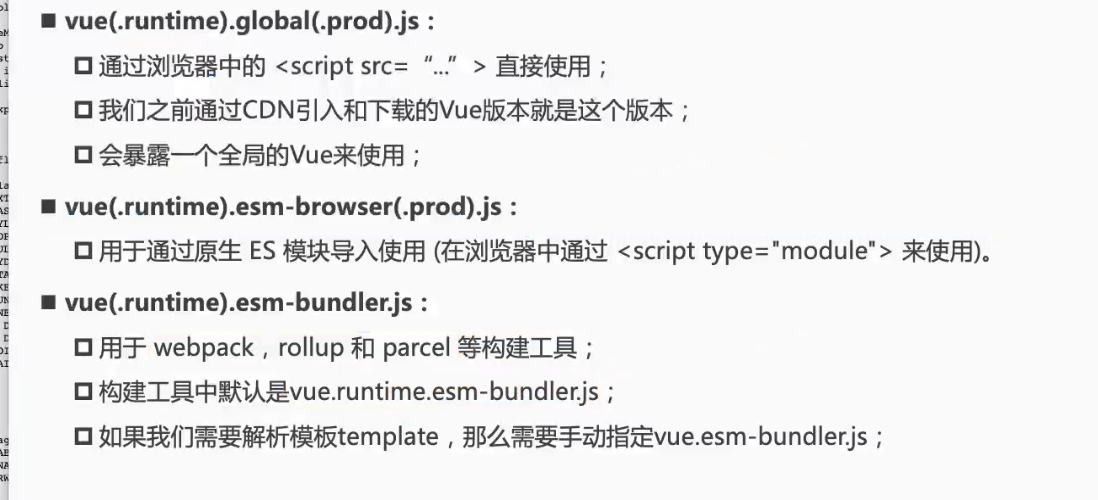 ■ vue(.runtime).global(.prod).js：
通过浏览器中的 <script src=“...”> 直接使用；
我们之前通过CDN引入和下载的Vue版本就是这个版本；
会暴露一个全局的Vue来使用；
■ vue(.runtime).esm-browser(.prod).js：
用于通过原生 ES 模块导入使用 (在浏览器中通过 <script type="module"> 来使用)。
■ vue(.runtime).esm-bundler.js：
用于 webpack，rollup 和 parcel 等构建工具；
构建工具中默认是vue.runtime.esm-bundler.js；
如果我们需要解析模板template，那么需要手动指定vue.esm-bundler.js；